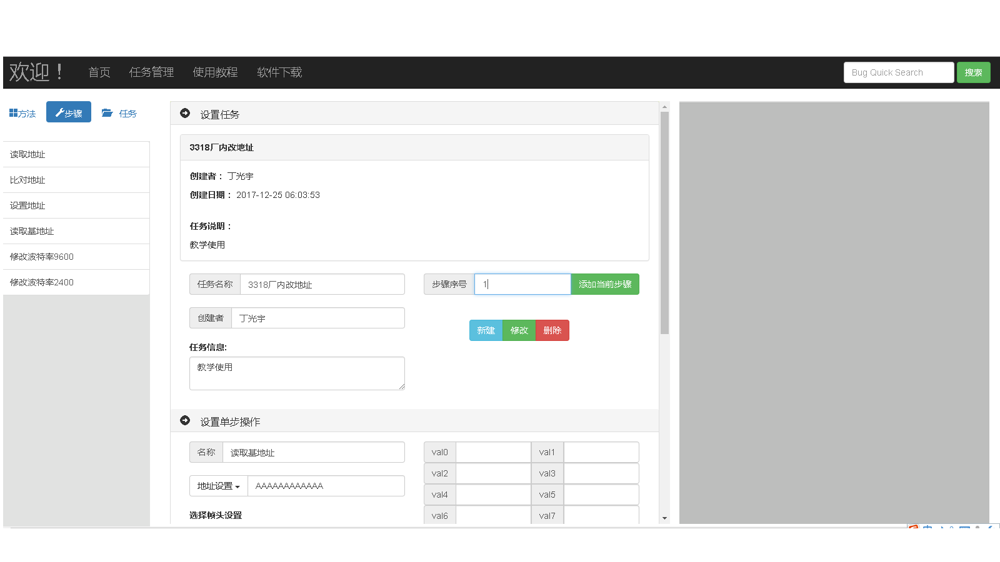 欢迎！ 首页 任务管理 使用教程 软件下载 Bug Quick Search 搜索
方法 步骤 任务
读取地址
比对地址
设置地址
读取基地址
修改波特率9600
修改波特率2400
设置任务
3318厂内改地址
创建者： 丁光宇
创建日期： 2017-12-25 06:03:53
任务说明：
教学使用
任务名称 3318厂内改地址
步骤序号 1 添加当前步骤
创建者 丁光宇
新建 修改 删除
任务信息:
教学使用
设置单步操作
名称 读取基地址
地址设置 AAAAAAAAAAAA
选择帧头设置
val0 val1
val2 val3
val4 val5
val6 val7